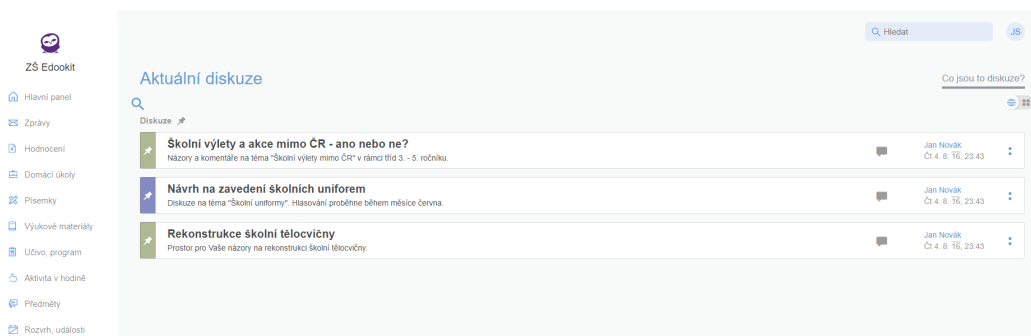 Hledat
JS
ZŠ Edookit
Hlavní panel
Zprávy
Hodnocení
Domácí úkoly
Písemky
Výukové materiály
Učivo, program
Aktivita v hodině
Předměty
Rozvrh, události
Aktuální diskuze
Co jsou to diskuze?
Diskuze
Školní výlety a akce mimo ČR - ano nebo ne?
Názory a komentáře na téma "Školní výlety mimo ČR" v rámci tříd 3. - 5. ročníku.
Jan Novák
Čt 4. 8. 16, 23:43
Návrh na zavedení školních uniforem
Diskuze na téma "Školní uniformy". Hlasování proběhne během měsíce června.
Jan Novák
Čt 4. 8. 16, 23:43
Rekonstrukce školní tělocvičny
Prostor pro Vaše názory na rekonstrukci školní tělocvičny.
Jan Novák
Čt 4. 8. 16, 23:43